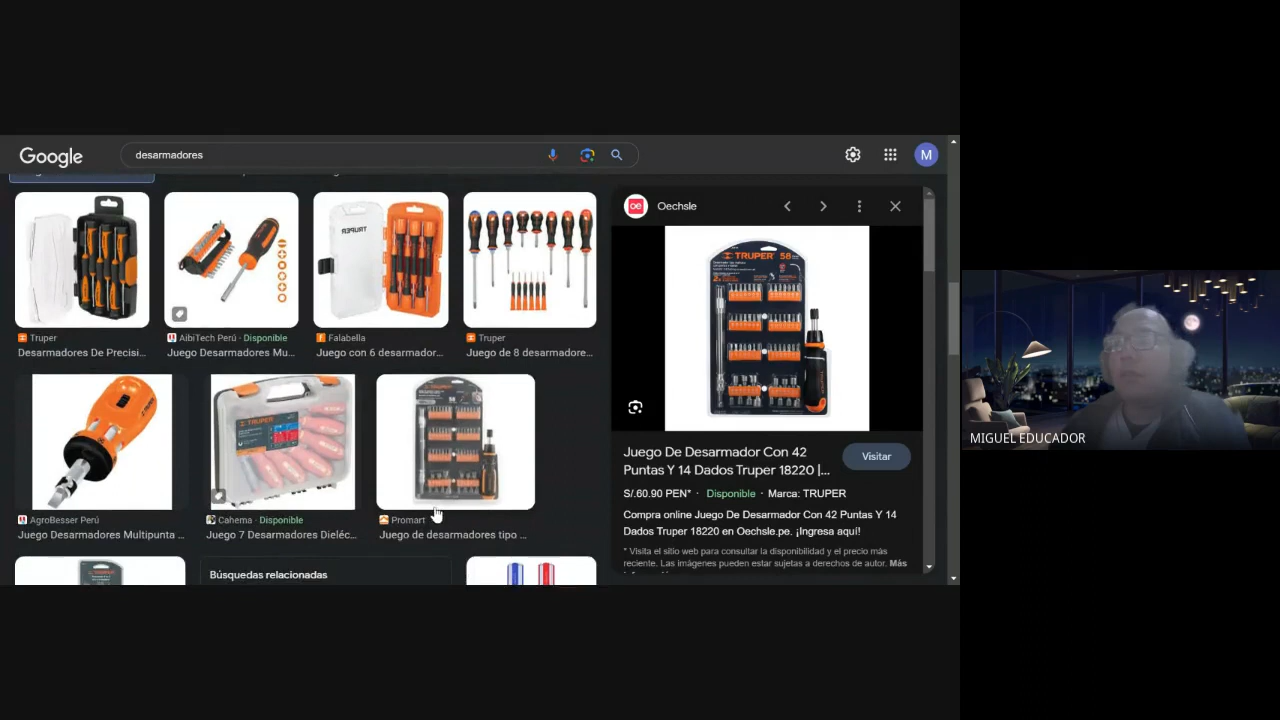 Google
desarmadores
M
Truper
Desarmadores De Precisi...
AibiTech Perú · Disponible
Juego Desarmadores Mu...
TRUPER
Falabella
Juego con 6 desarmador...
Truper
Juego de 8 desarmadore...
oe Oechsle
TRUPER 58
Juego De Desarmador Con 42
Puntas Y 14 Dados Truper 18220 |...
Visitar
S/.60.90 PEN* · Disponible · Marca: TRUPER
Compra online Juego De Desarmador Con 42 Puntas Y 14
Dados Truper 18220 en Oechsle.pe. ¡Ingresa aquí!
* Visita el sitio web para consultar la disponibilidad y el precio más
reciente. Las imágenes pueden estar sujetas a derechos de autor. Más
AgroBesser Perú
Juego Desarmadores Multipunta ...
TRUPER
Cahema · Disponible
Juego 7 Desarmadores Dieléc...
Promart
Juego de desarmadores tipo ...
Búsquedas relacionadas
MIGUEL EDUCADOR